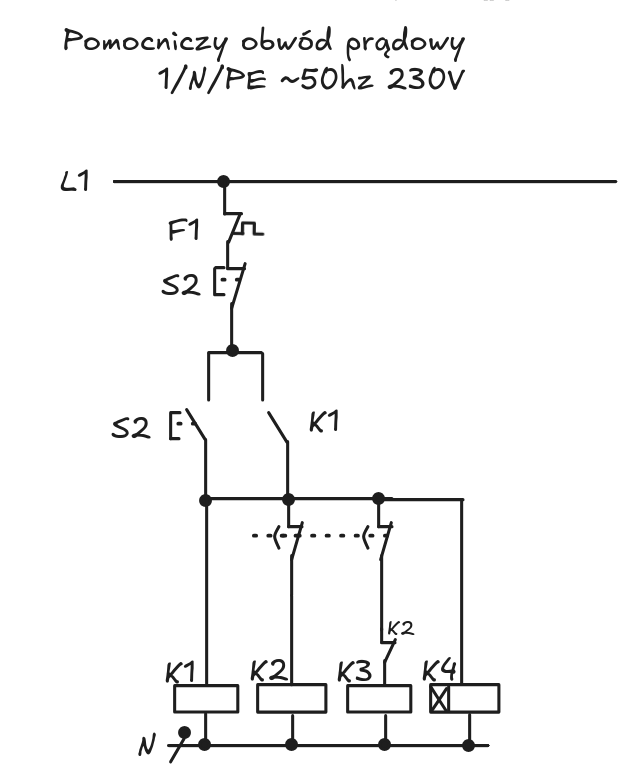 Pomocniczy obwód prądowy
1/N/PE ~50hz 230V
L1
F1
S2
S2
K1
K2
K1
K2
K3
K4
N